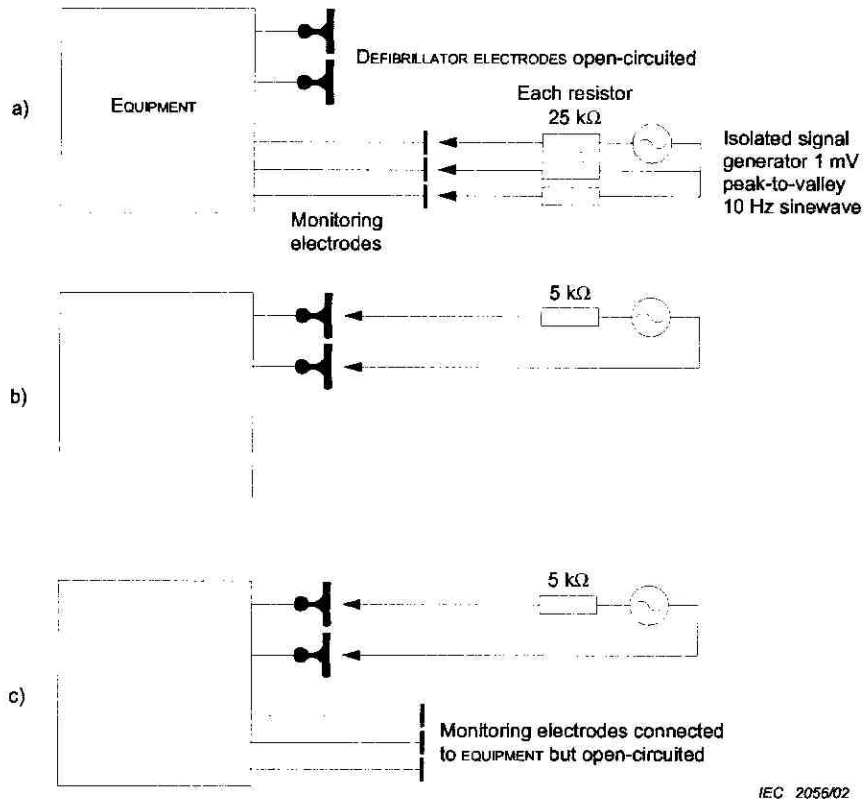 DEFIBRILLATOR ELECTRODES open-circuited
a)
EQUIPMENT
Each resistor
25 kΩ
Isolated signal
generator 1 mV
peak-to-valley
10 Hz sinewave
Monitoring
electrodes
b)
5 kΩ
c)
5 kΩ
Monitoring electrodes connected
to EQUIPMENT but open-circuited
IEC 2056/02